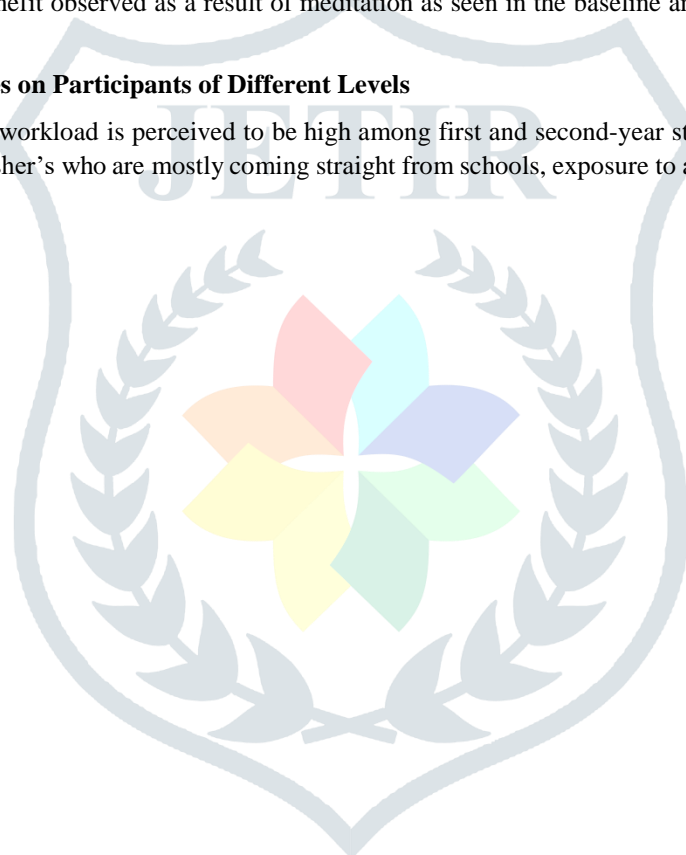 nefit observed as a result of meditation as seen in the baseline an
s on Participants of Different Levels
workload is perceived to be high among first and second-year st
sher’s who are mostly coming straight from schools, exposure to a
JETIR